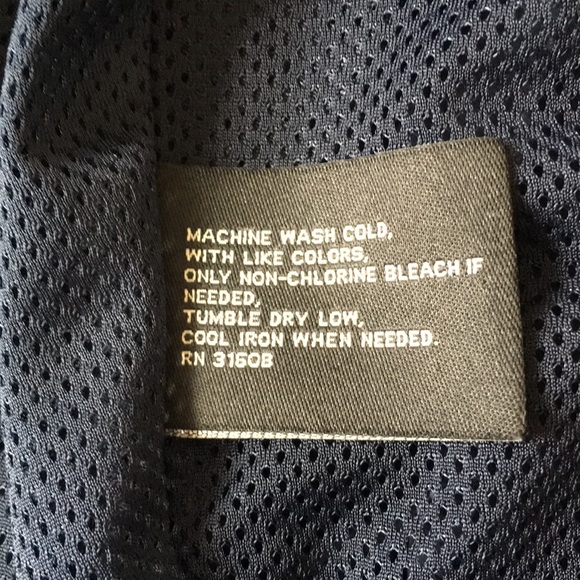 MACHINE WASH COLD,
WITH LIKE COLORS,
ONLY NON-CHLORINE BLEACH IF
NEEDED,
TUMBLE DRY LOW,
COOL IRON WHEN NEEDED.
RN 31508